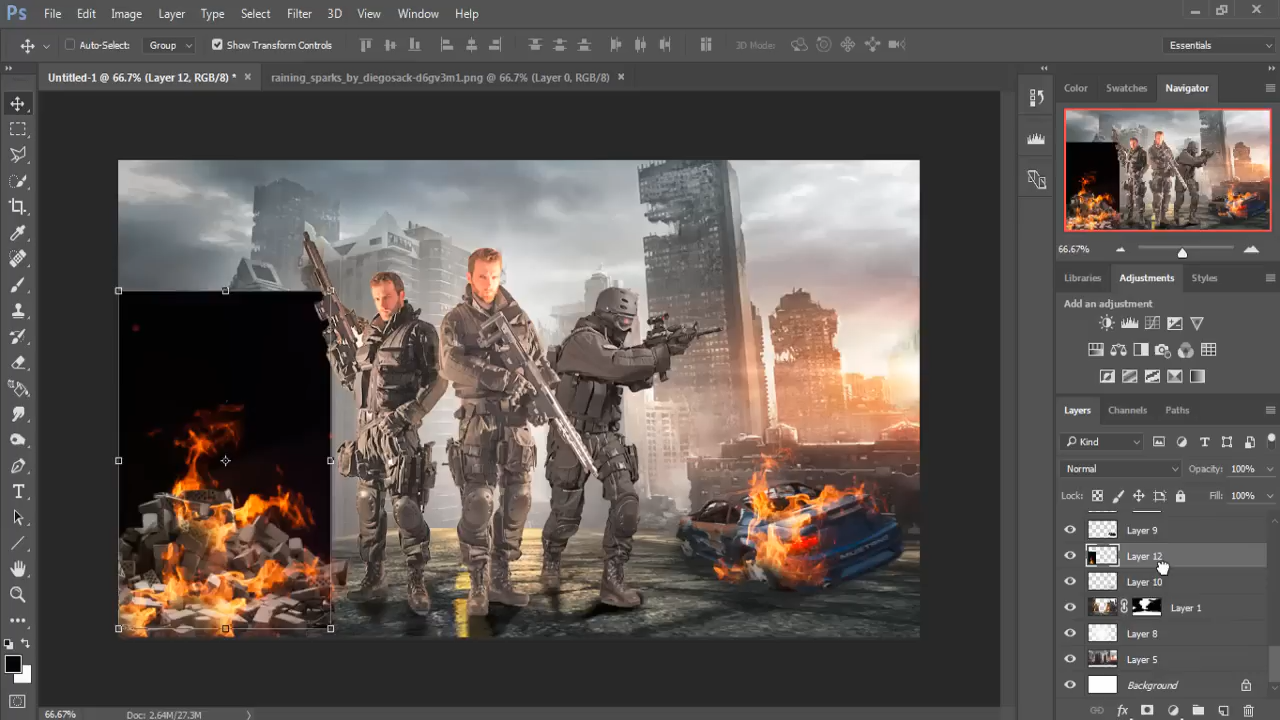 Ps File Edit Image Layer Type Select Filter 3D View Window Help
Auto-Select: Group Show Transform Controls 3D Mode: Essentials
Untitled-1 @ 66.7% (Layer 12, RGB/8) * × raining_sparks_by_diegosack-d6gv3m1.png @ 66.7% (Layer 0, RGB/8) ×
Color Swatches Navigator
66.67%
Libraries Adjustments Styles
Add an adjustment
Layers Channels Paths
Kind
Normal Opacity: 100%
Lock: Fill: 100%
Layer 9
Layer 12
Layer 10
Layer 1
Layer 8
Layer 5
Background
MUSTANG
66.67% Doc: 2.64M/27.3M
fx